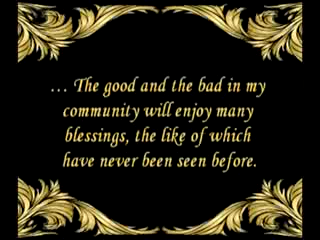 … The good and the bad in my
community will enjoy many
blessings, the like of which
have never been seen before.